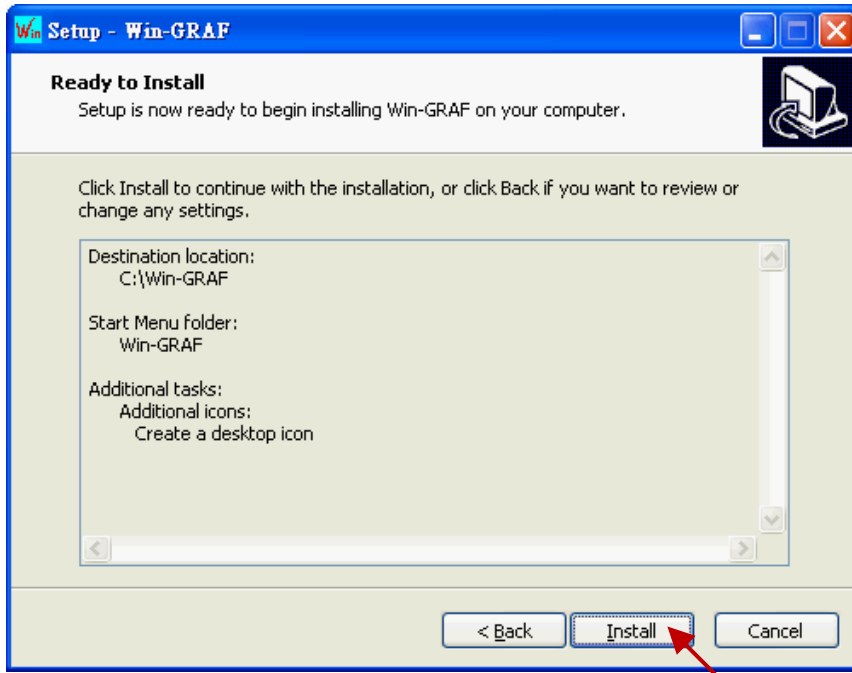 Win Setup - Win-GRAF
Ready to Install
Setup is now ready to begin installing Win-GRAF on your computer.
Click Install to continue with the installation, or click Back if you want to review or
change any settings.
Destination location:
C:\Win-GRAF
Start Menu folder:
Win-GRAF
Additional tasks:
Additional icons:
Create a desktop icon
< Back Install Cancel